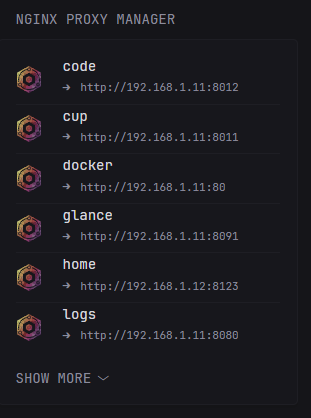 NGINX PROXY MANAGER
code
→ http://192.168.1.11:8012
cup
→ http://192.168.1.11:8011
docker
→ http://192.168.1.11:80
glance
→ http://192.168.1.11:8091
home
→ http://192.168.1.12:8123
logs
→ http://192.168.1.11:8080
SHOW MORE